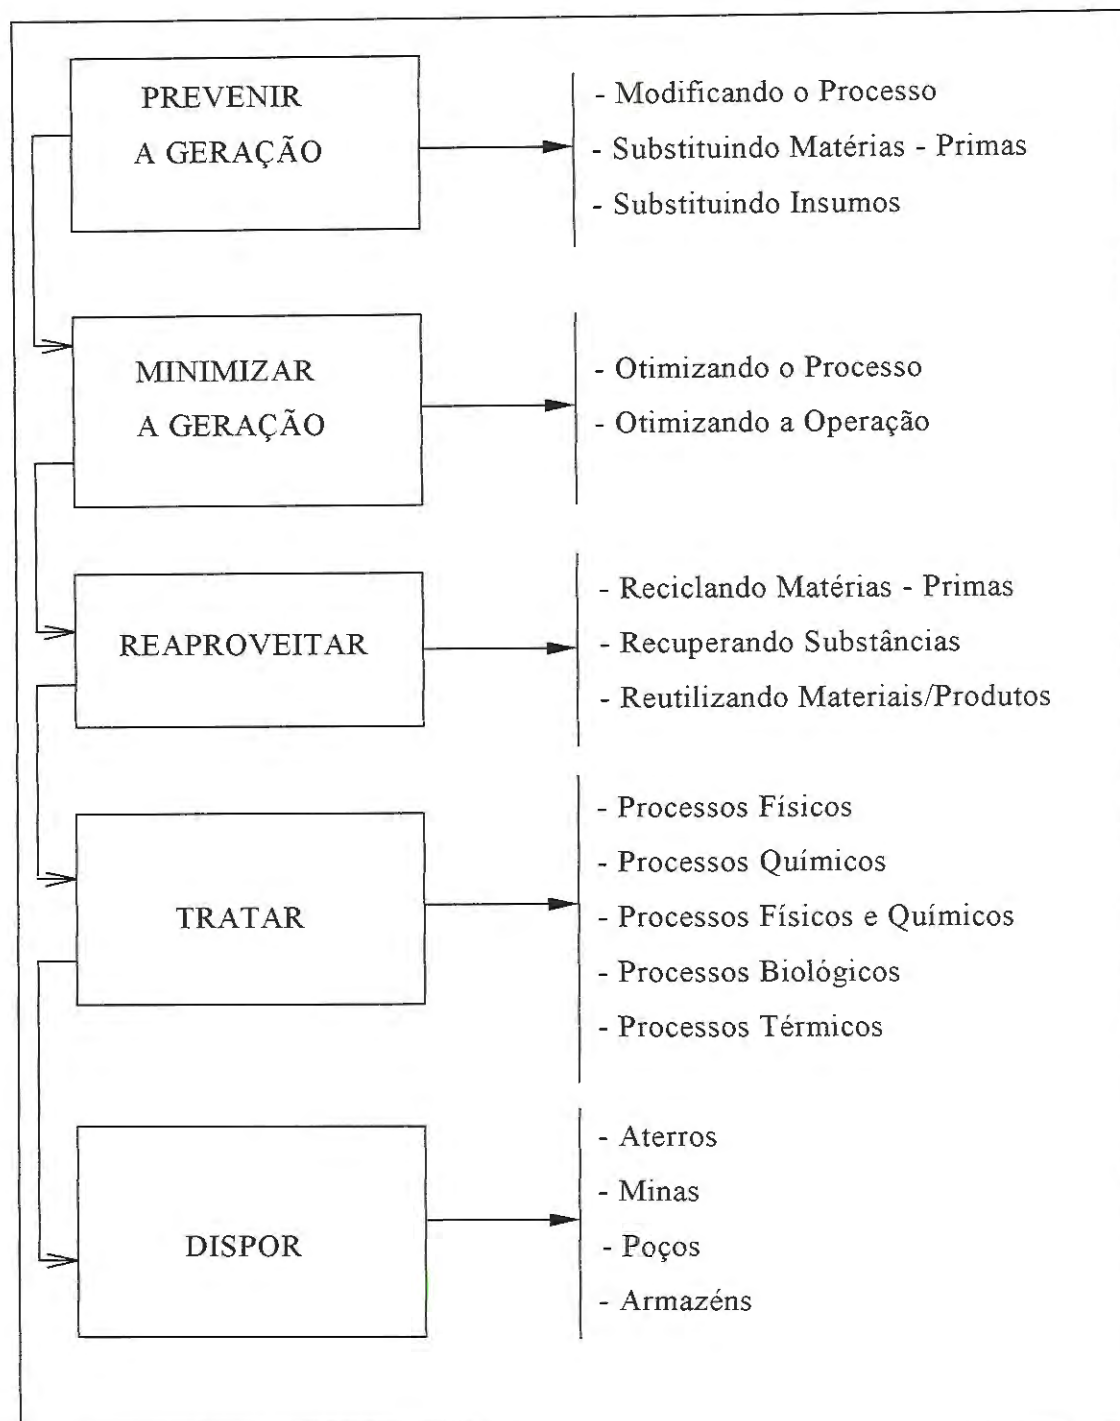 PREVENIR
A GERAÇÃO
- Modificando o Processo
- Substituindo Matérias - Primas
- Substituindo Insumos
MINIMIZAR
A GERAÇÃO
- Otimizando o Processo
- Otimizando a Operação
REAPROVEITAR
- Reciclando Matérias - Primas
- Recuperando Substâncias
- Reutilizando Materiais/Produtos
TRATAR
- Processos Físicos
- Processos Químicos
- Processos Físicos e Químicos
- Processos Biológicos
- Processos Térmicos
DISPOR
- Aterros
- Minas
- Poços
- Armazéns